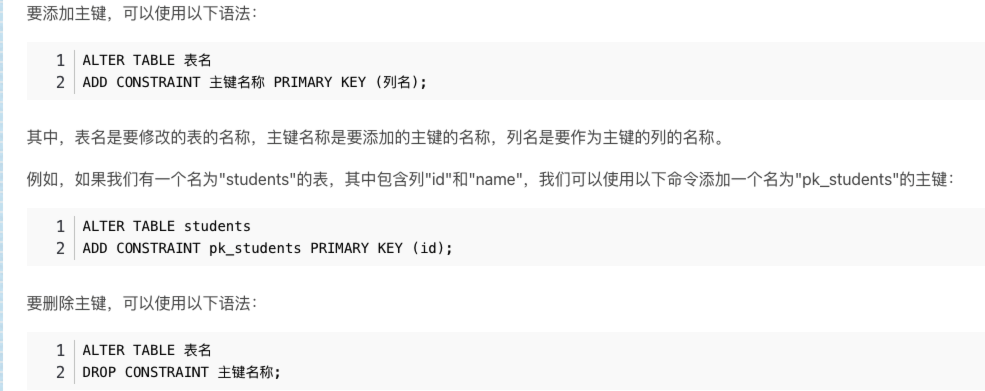 要添加主键，可以使用以下语法：
1 ALTER TABLE 表名
2 ADD CONSTRAINT 主键名称 PRIMARY KEY (列名);
其中，表名是要修改的表的名称，主键名称是要添加的主键的名称，列名是要作为主键的列的名称。
例如，如果我们有一个名为"students"的表，其中包含列"id"和"name"，我们可以使用以下命令添加一个名为"pk_students"的主键：
1 ALTER TABLE students
2 ADD CONSTRAINT pk_students PRIMARY KEY (id);
要删除主键，可以使用以下语法：
1 ALTER TABLE 表名
2 DROP CONSTRAINT 主键名称;